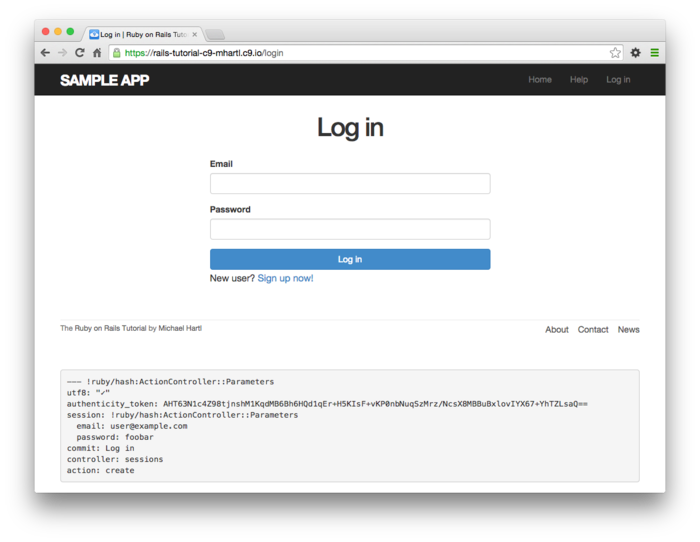 Log in | Ruby on Rails Tuto
https://rails-tutorial-c9-mhartl.c9.io/login
SAMPLE APP
Home Help Log in
Log in
Email
Password
Log in
New user? Sign up now!
The Ruby on Rails Tutorial by Michael Hartl
About Contact News
--- !ruby/hash:ActionController::Parameters
utf8: "✓"
authenticity_token: AHT63N1c4Z98tjnshM1KqdMB6Bh6HQd1qEr+H5KIsF+vKP0nbNuqSzMrz/NcsX8MBBuBxlovIYX67+YhTZLsaQ==
session: !ruby/hash:ActionController::Parameters
email: user@example.com
password: foobar
commit: Log in
controller: sessions
action: create